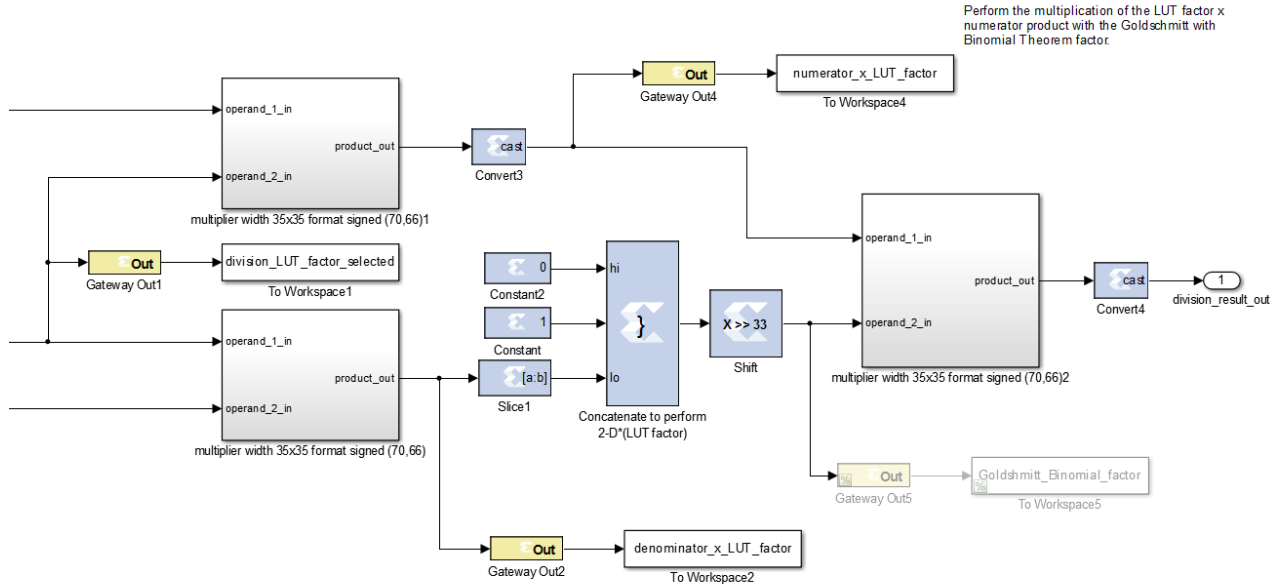 Perform the multiplication of the LUT factor x
numerator product with the Goldschmitt with
Binomial Theorem factor.
Out
Gateway Out4
numerator_x_LUT_factor
To Workspace4
operand_1_in
product_out
operand_2_in
multiplier width 35x35 format signed (70,66)1
cast
Convert3
Out
Gateway Out1
division_LUT_factor_selected
To Workspace1
operand_1_in
product_out
operand_2_in
multiplier width 35x35 format signed (70,66)
0
Constant2
1
Constant
[a:b]
Slice1
hi
}
lo
Concatenate to perform
2-D*(LUT factor)
X >> 33
Shift
operand_1_in
product_out
operand_2_in
multiplier width 35x35 format signed (70,66)2
cast
Convert4
1
division_result_out
%
Out
Gateway Out5
Goldshmitt_Binomial_factor
%
To Workspace5
Out
Gateway Out2
denominator_x_LUT_factor
To Workspace2